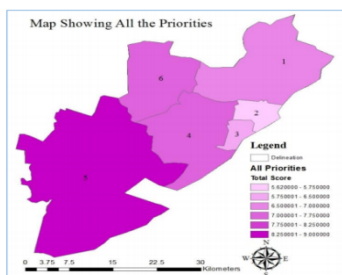 Map Showing All the Priorities
1
6
2
3
4
5
Legend
Delineation
All Priorities
Total Score
5.620000 - 5.750000
5.750001 - 6.500000
6.500001 - 7.000000
7.000001 - 7.750000
7.750001 - 8.250000
8.250001 - 9.000000
N
W E
S
0 3.75 7.5 15 22.5 30
Kilometers